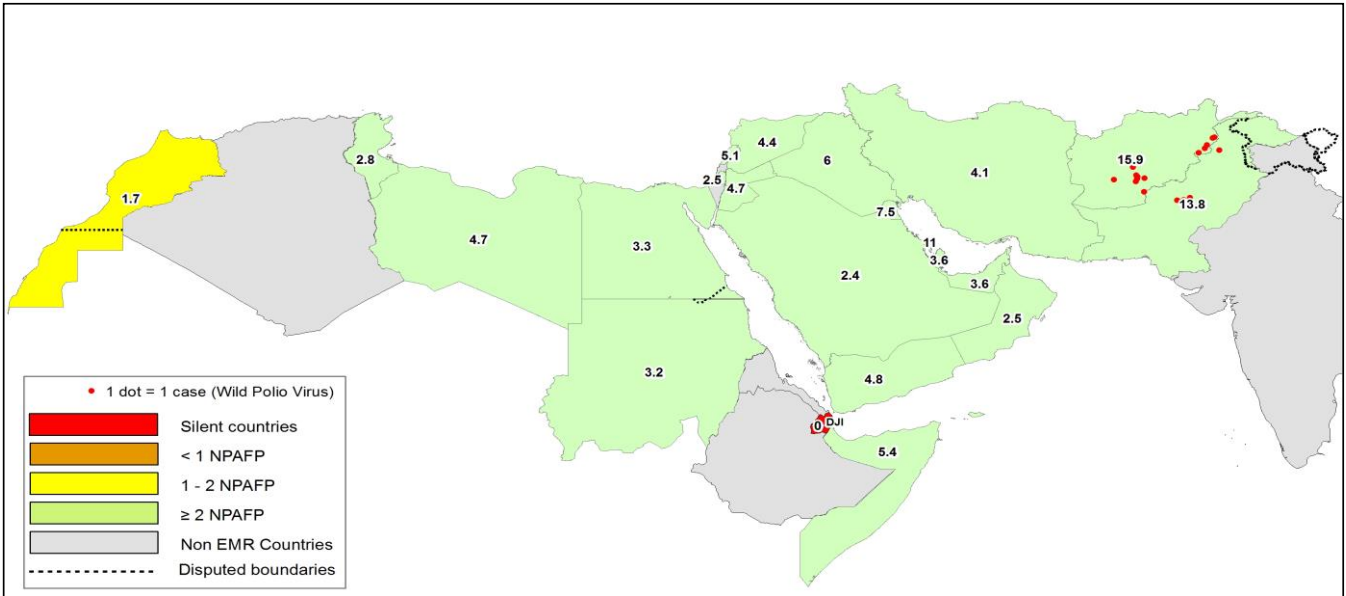 5.1
4.4
6
15.9
2.8
2.5
4.7
4.1
1.7
7.5
13.8
4.7
3.3
11
3.6
2.4
3.6
2.5
3.2
4.8
DJI
0
5.4
1 dot = 1 case (Wild Polio Virus)
Silent countries
< 1 NPAFP
1 - 2 NPAFP
≥ 2 NPAFP
Non EMR Countries
Disputed boundaries